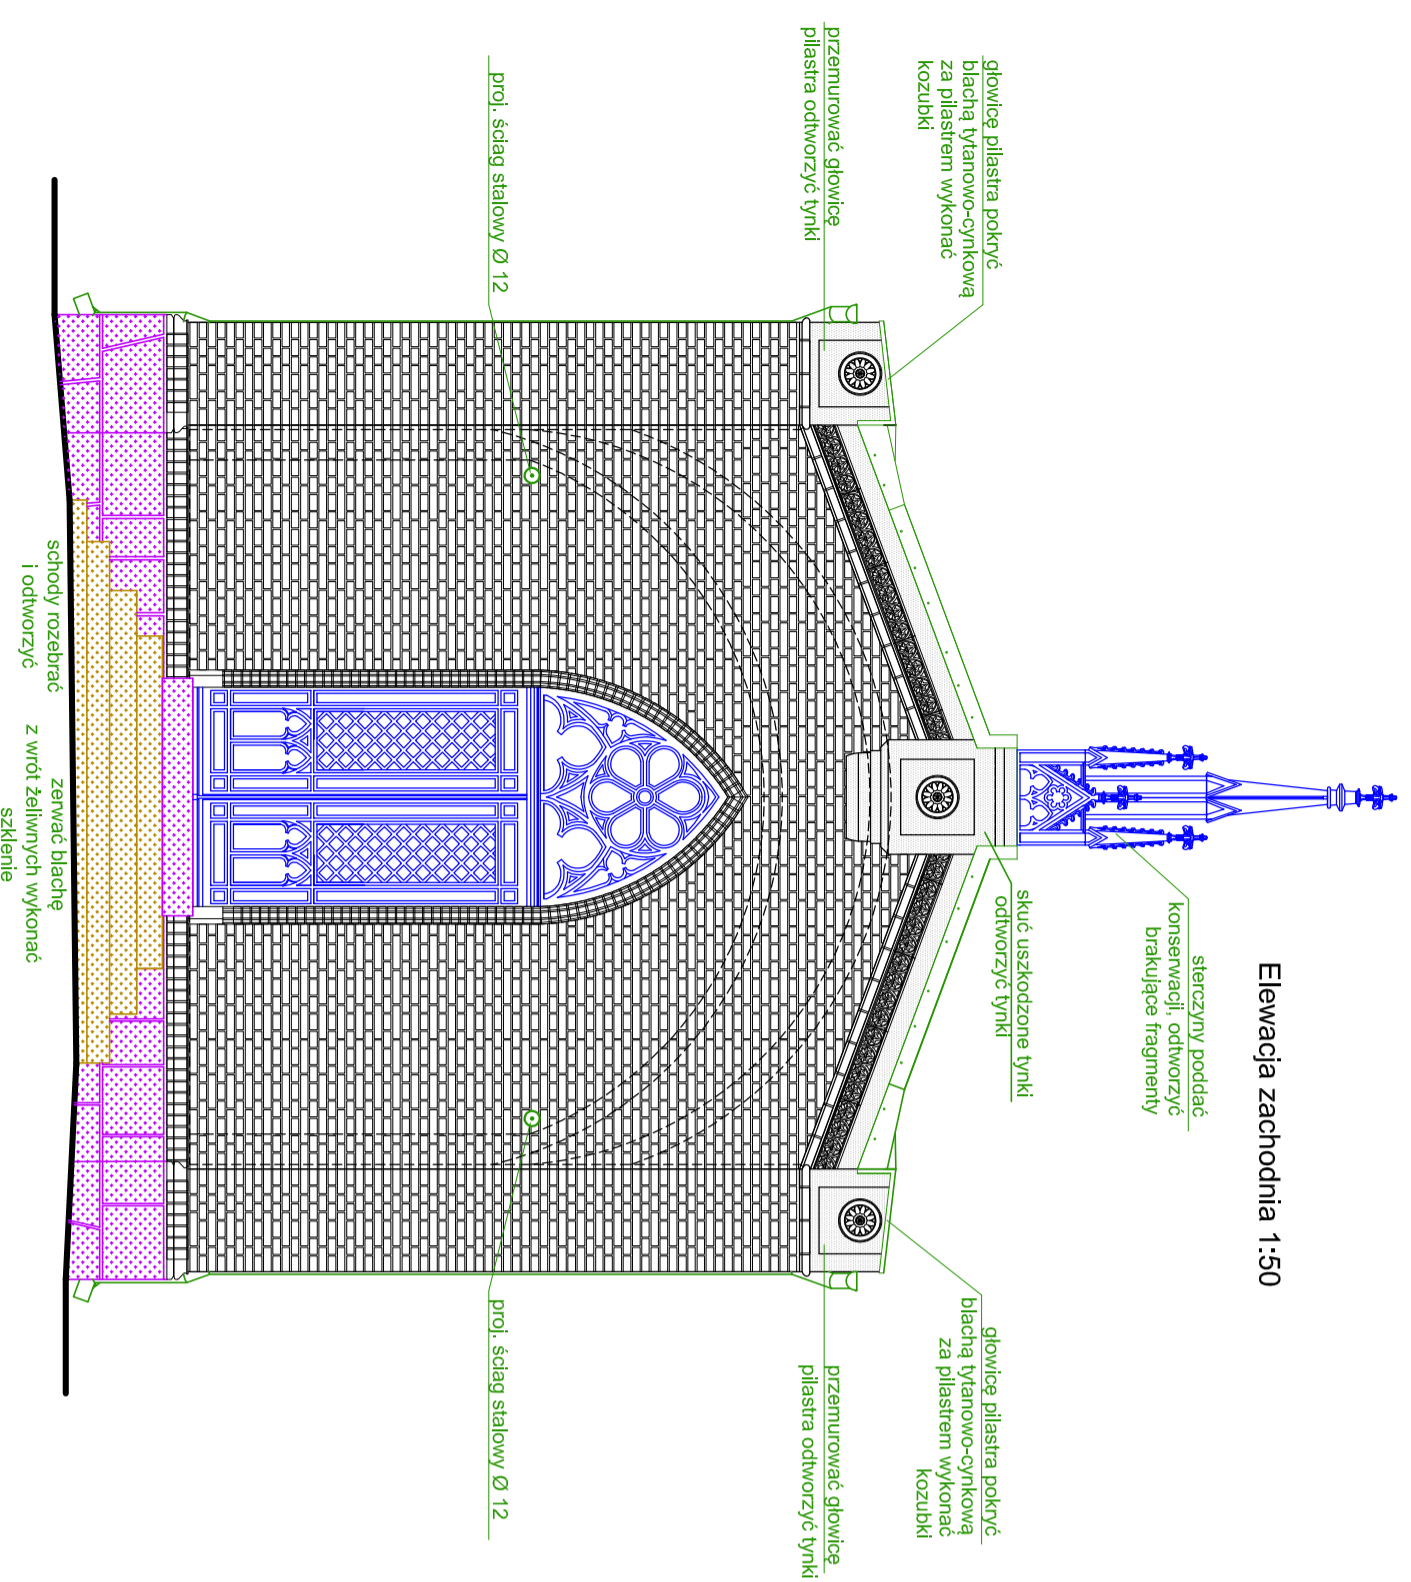 Elewacja zachodnia 1:50
sterczyny poddać
konserwacji, odtworzyć
brakujące fragmenty
skuć uszkodzone tynki
odtworzyć tynki
głowicę pilastra pokryć
blachą tytanowo-cynkową
za pilastrem wykonać
kozubki
głowicę pilastra pokryć
blachą tytanowo-cynkową
za pilastrem wykonać
kozubki
przemurować głowicę
pilastra odtworzyć tynki
przemurować głowicę
pilastra odtworzyć tynki
proj. ściag stalowy Ø 12
proj. ściag stalowy Ø 12
schody rozebrać
i odtworzyć
zerwać blachę
z wrót żeliwnych wykonać
szklenie